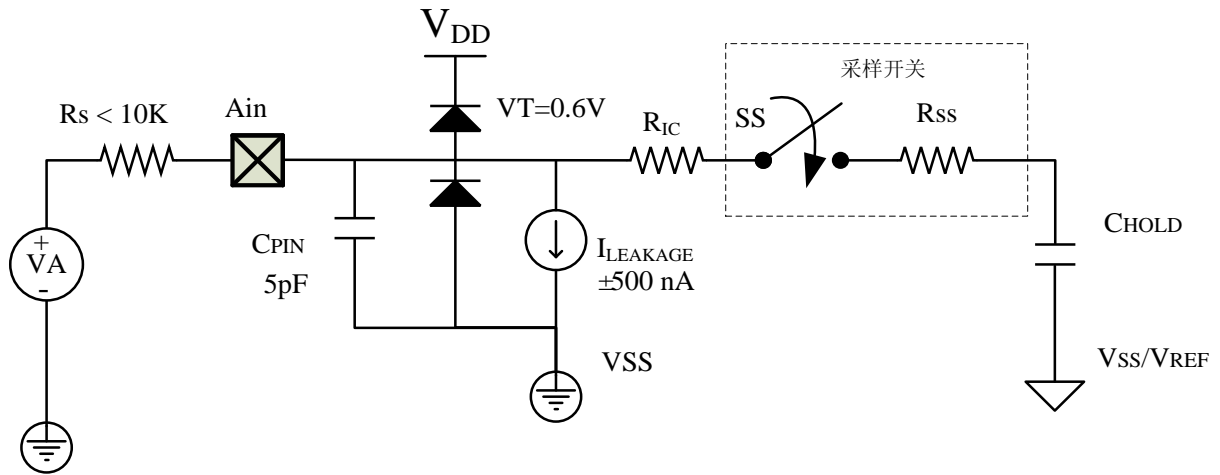 VDD
采样开关
Rs < 10K
Ain
VT=0.6V
RIC
SS
RSS
+
VA
-
CPIN
5pF
ILEAKAGE
±500 nA
CHOLD
VSS
VSS/VREF